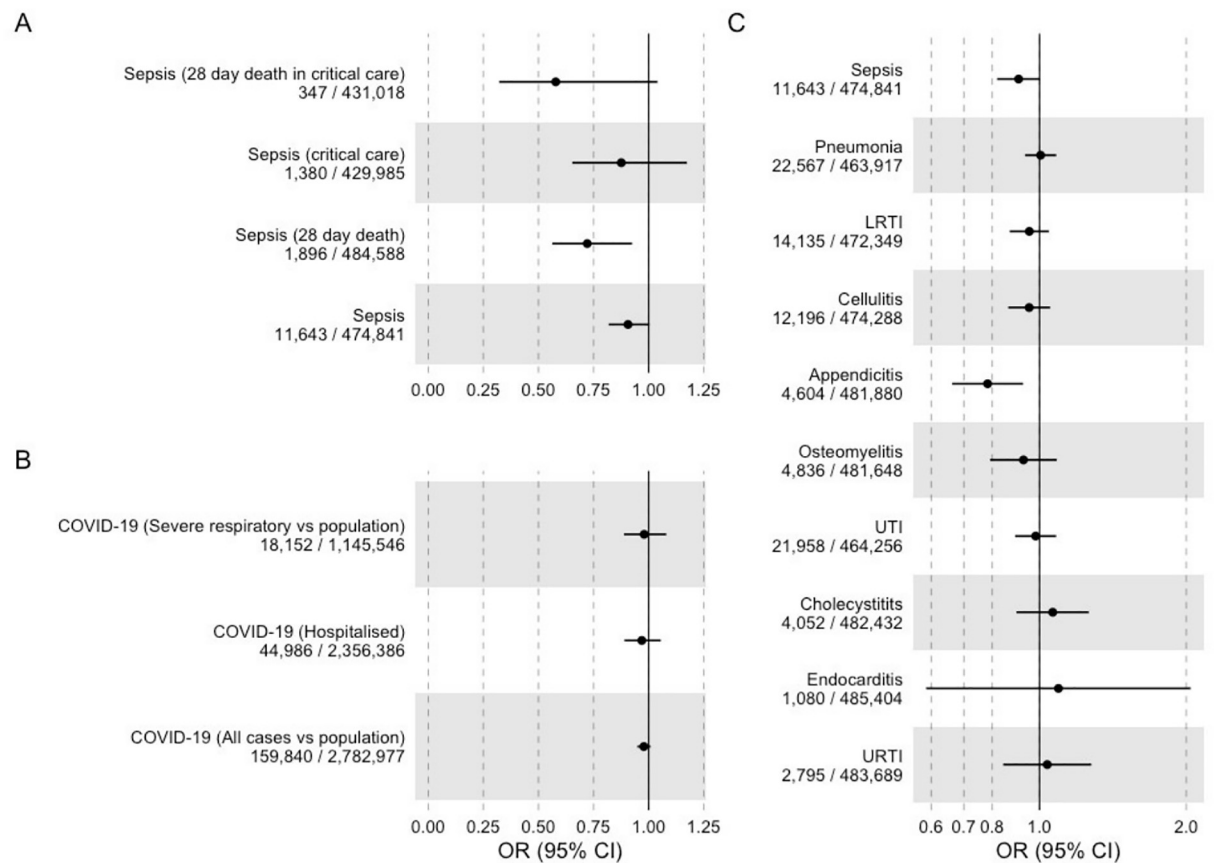 A
Sepsis (28 day death in critical care)
347 / 431,018
Sepsis (critical care)
1,380 / 429,985
Sepsis (28 day death)
1,896 / 484,588
Sepsis
11,643 / 474,841
0.00 0.25 0.50 0.75 1.00 1.25
B
COVID-19 (Severe respiratory vs population)
18,152 / 1,145,546
COVID-19 (Hospitalised)
44,986 / 2,356,386
COVID-19 (All cases vs population)
159,840 / 2,782,977
0.00 0.25 0.50 0.75 1.00 1.25
OR (95% CI)
C
Sepsis
11,643 / 474,841
Pneumonia
22,567 / 463,917
LRTI
14,135 / 472,349
Cellulitis
12,196 / 474,288
Appendicitis
4,604 / 481,880
Osteomyelitis
4,836 / 481,648
UTI
21,958 / 464,256
Cholecystitits
4,052 / 482,432
Endocarditis
1,080 / 485,404
URTI
2,795 / 483,689
0.6 0.7 0.8 1.0 2.0
OR (95% CI)